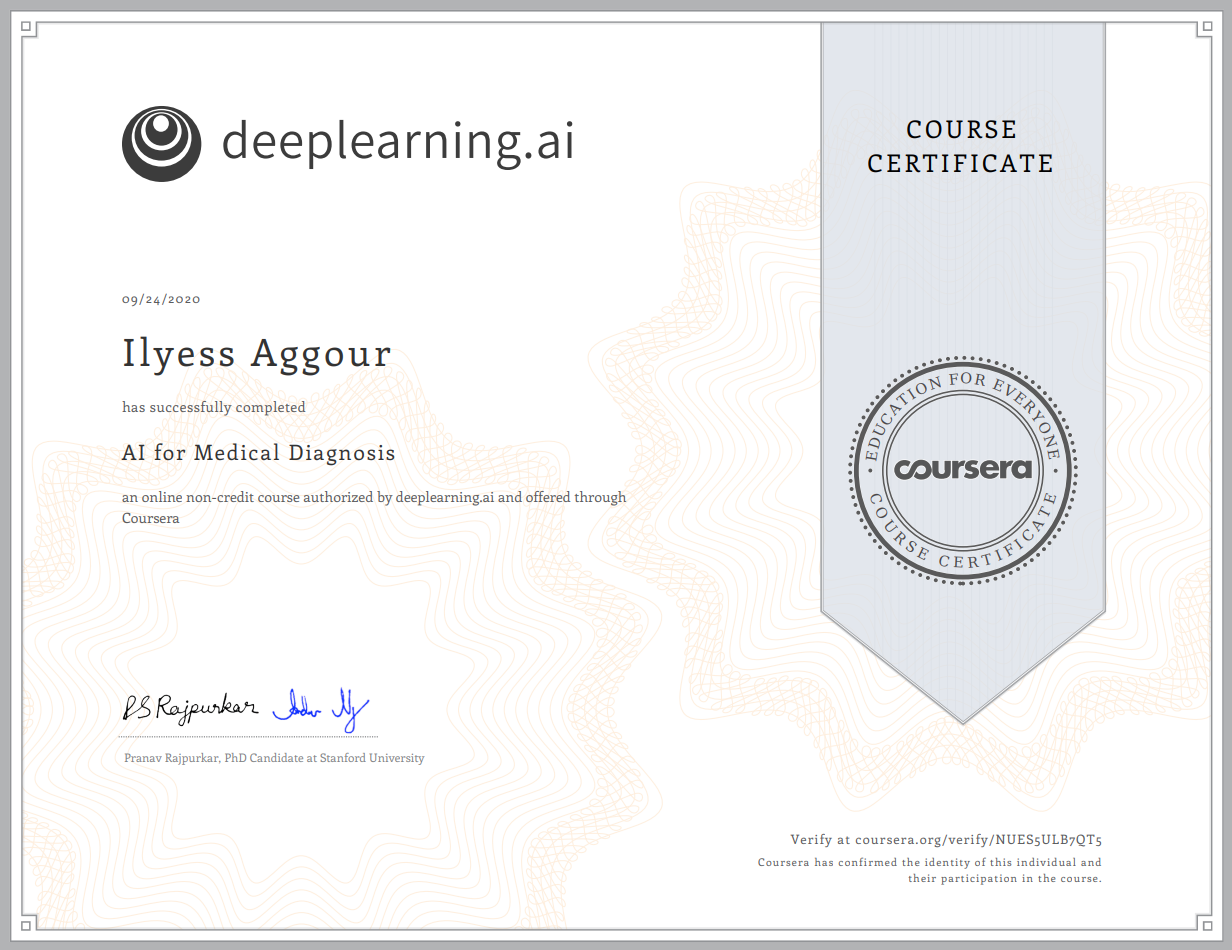 deeplearning.ai
COURSE
CERTIFICATE
09/24/2020
Ilyess Aggour
has successfully completed
AI for Medical Diagnosis
an online non-credit course authorized by deeplearning.ai and offered through
Coursera
EDUCATION FOR EVERYONE
coursera
COURSE CERTIFICATE
PS Rajpurkar
Pranav Rajpurkar, PhD Candidate at Stanford University
Verify at coursera.org/verify/NUES5ULB7QT5
Coursera has confirmed the identity of this individual and
their participation in the course.